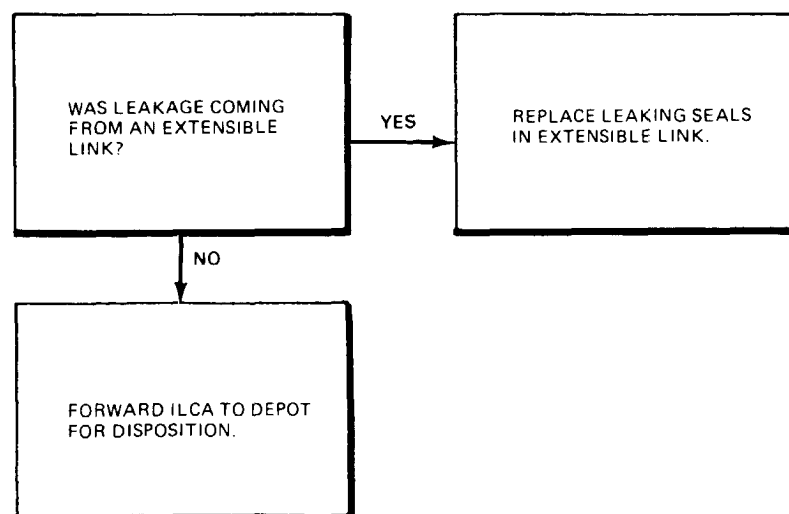 WAS LEAKAGE COMING
FROM AN EXTENSIBLE
LINK?
YES
REPLACE LEAKING SEALS
IN EXTENSIBLE LINK.
NO
FORWARD ILCA TO DEPOT
FOR DISPOSITION.